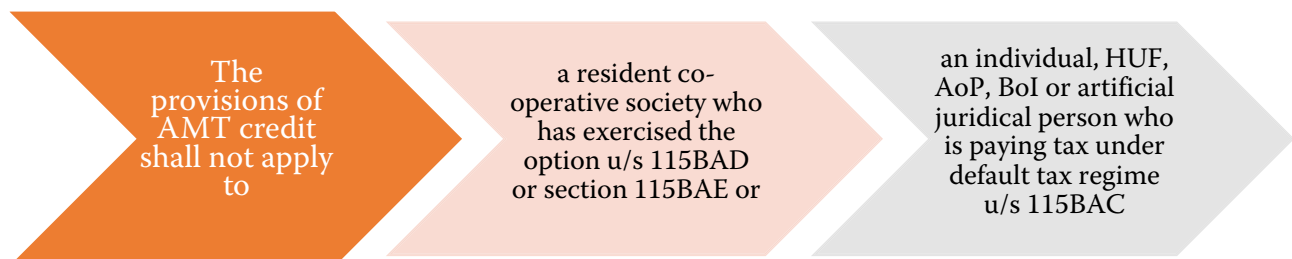 The
provisions of
AMT credit
shall not apply
to
a resident co-
operative society who
has exercised the
option u/s 115BAD
or section 115BAE or
an individual, HUF,
AoP, BoI or artificial
juridical person who
is paying tax under
default tax regime
u/s 115BAC